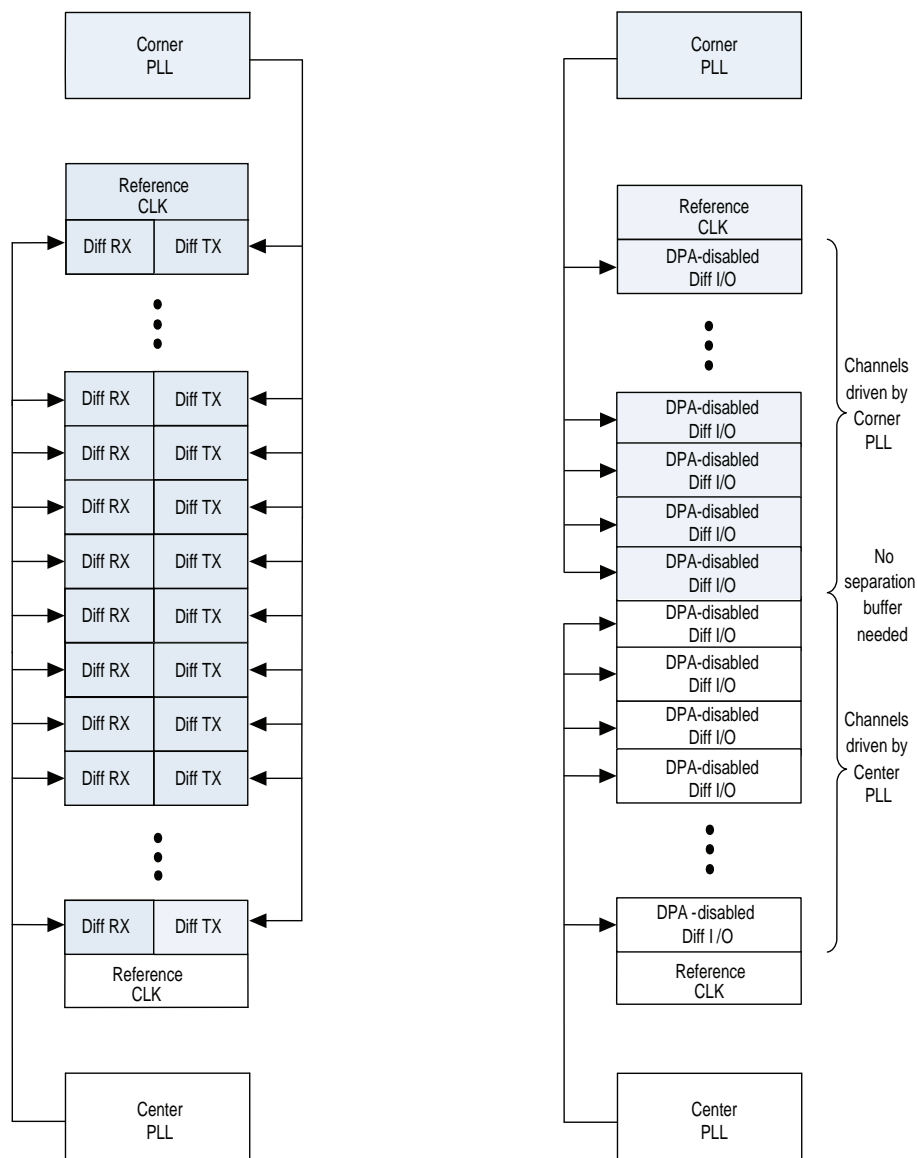 Corner
PLL
Reference
CLK
Diff RX Diff TX
Diff RX Diff TX
Diff RX Diff TX
Diff RX Diff TX
Diff RX Diff TX
Diff RX Diff TX
Diff RX Diff TX
Diff RX Diff TX
Diff RX Diff TX
Diff RX Diff TX
Reference
CLK
Center
PLL
Corner
PLL
Reference
CLK
DPA-disabled
Diff I/O
DPA-disabled
Diff I/O
DPA-disabled
Diff I/O
DPA-disabled
Diff I/O
DPA-disabled
Diff I/O
DPA-disabled
Diff I/O
DPA-disabled
Diff I/O
DPA-disabled
Diff I/O
DPA-disabled
Diff I/O
DPA -disabled
Diff I /O
Reference
CLK
Center
PLL
Channels
driven by
Corner
PLL
No
separation
buffer
needed
Channels
driven by
Center
PLL